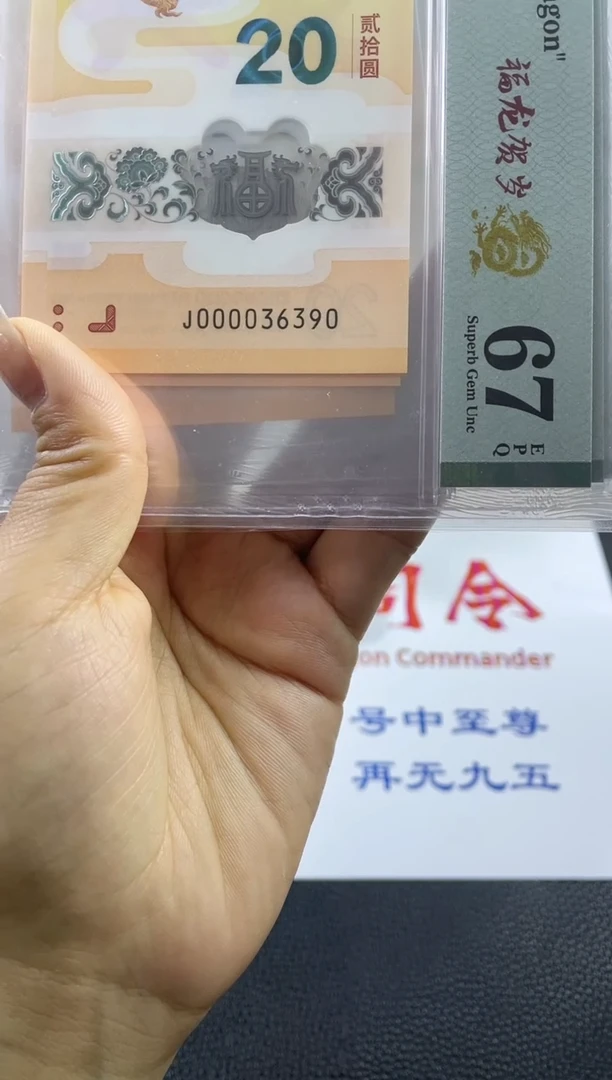 20
贰拾圆
福
J000036390
gon"
福龙贺岁
67
EPQ
Superb Gem Unc
司令
on Commander
号中至尊
再无九五